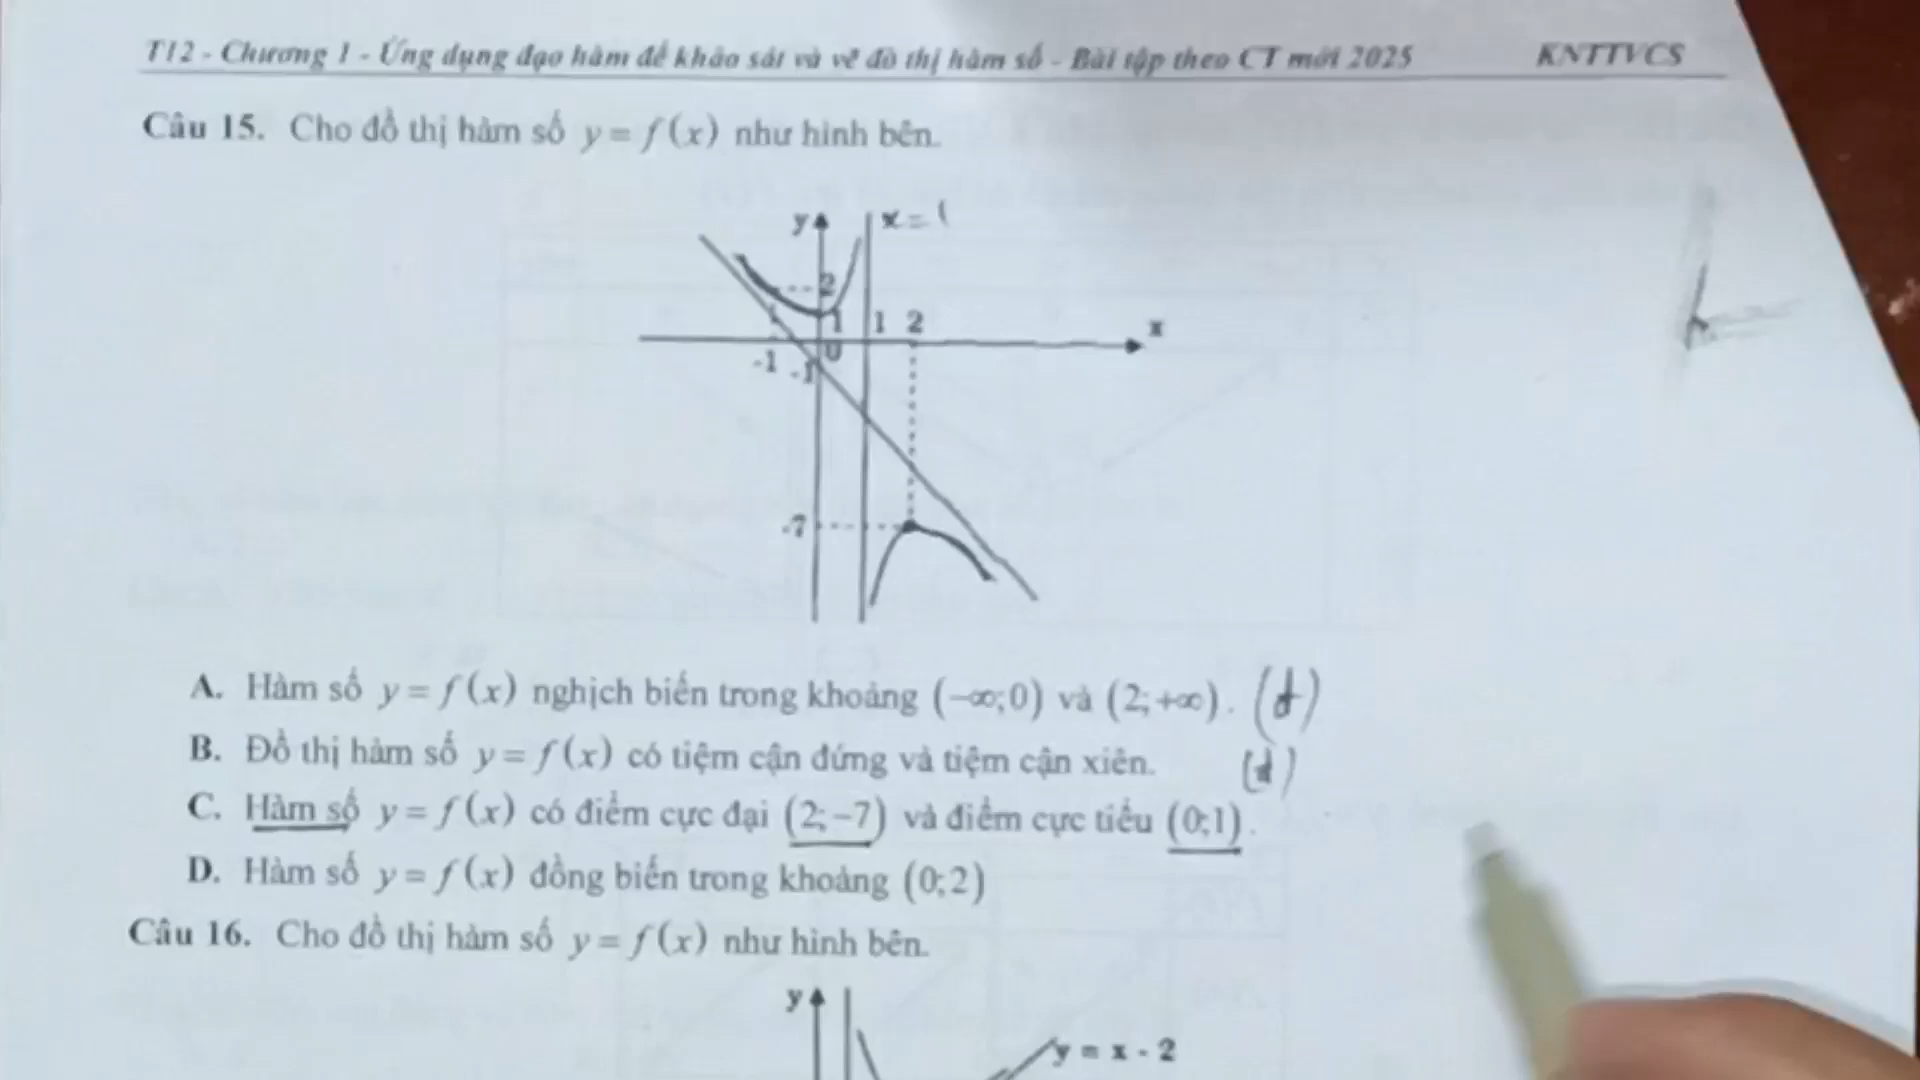 T12 - Chương 1 - Ứng dụng đạo hàm để khảo sát và vẽ đồ thị hàm số - Bài tập theo CT mới 2025 KNTTVCS
Câu 15. Cho đồ thị hàm số y = f(x) như hình bên.
y x = 1
2
1 1 2 x
-1 -1 0
-7
A. Hàm số y = f(x) nghịch biến trong khoảng (-∞;0) và (2;+∞). (đ)
B. Đồ thị hàm số y = f(x) có tiệm cận đứng và tiệm cận xiên. (đ)
C. Hàm số y = f(x) có điểm cực đại (2;-7) và điểm cực tiểu (0;1).
D. Hàm số y = f(x) đồng biến trong khoảng (0;2)
Câu 16. Cho đồ thị hàm số y = f(x) như hình bên.
y
y = x - 2